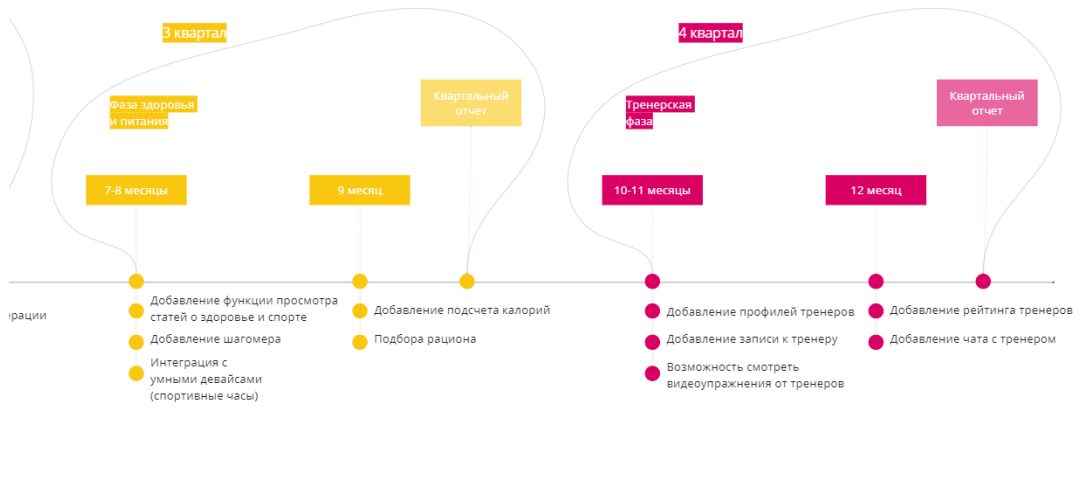 3 квартал
Фаза здоровья
и питания
Квартальный
отчет
7-8 месяцы
9 месяц
Добавление функции просмотра
статей о здоровье и спорте
Добавление шагомера
Интеграция с
умными девайсами
(спортивные часы)
Добавление подсчета калорий
Подбора рациона
4 квартал
Тренерская
фаза
Квартальный
отчет
10-11 месяцы
12 месяц
Добавление профилей тренеров
Добавление записи к тренеру
Возможность смотреть
видеоупражнения от тренеров
Добавление рейтинга тренеров
Добавление чата с тренером